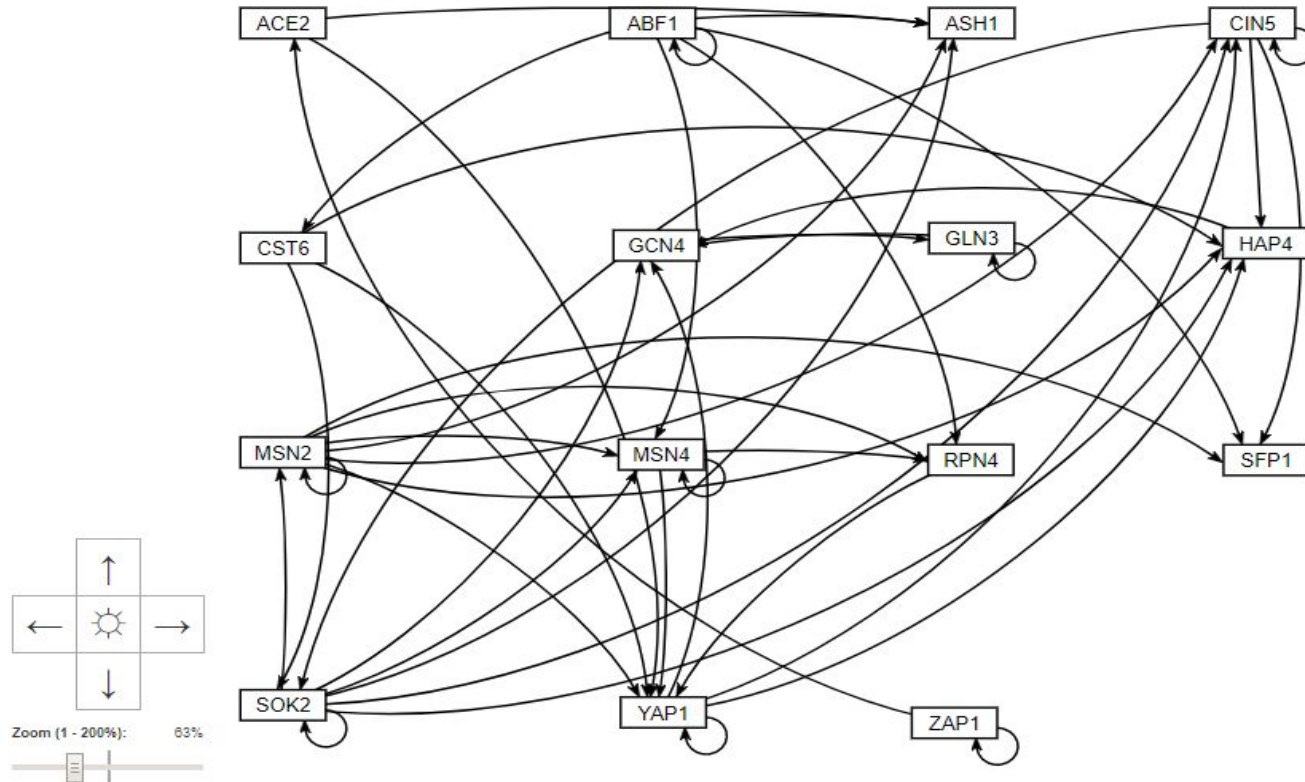 ACE2 ABF1 ASH1 CIN5
CST6 GCN4 GLN3 HAP4
MSN2 MSN4 RPN4 SFP1
SOK2 YAP1 ZAP1
Zoom (1 - 200%): 63%